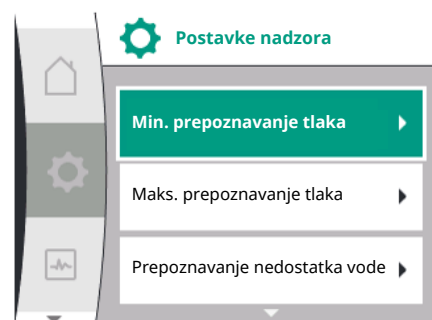 Postavke nadzora
Min. prepoznavanje tlaka
Maks. prepoznavanje tlaka
Prepoznavanje nedostatka vode